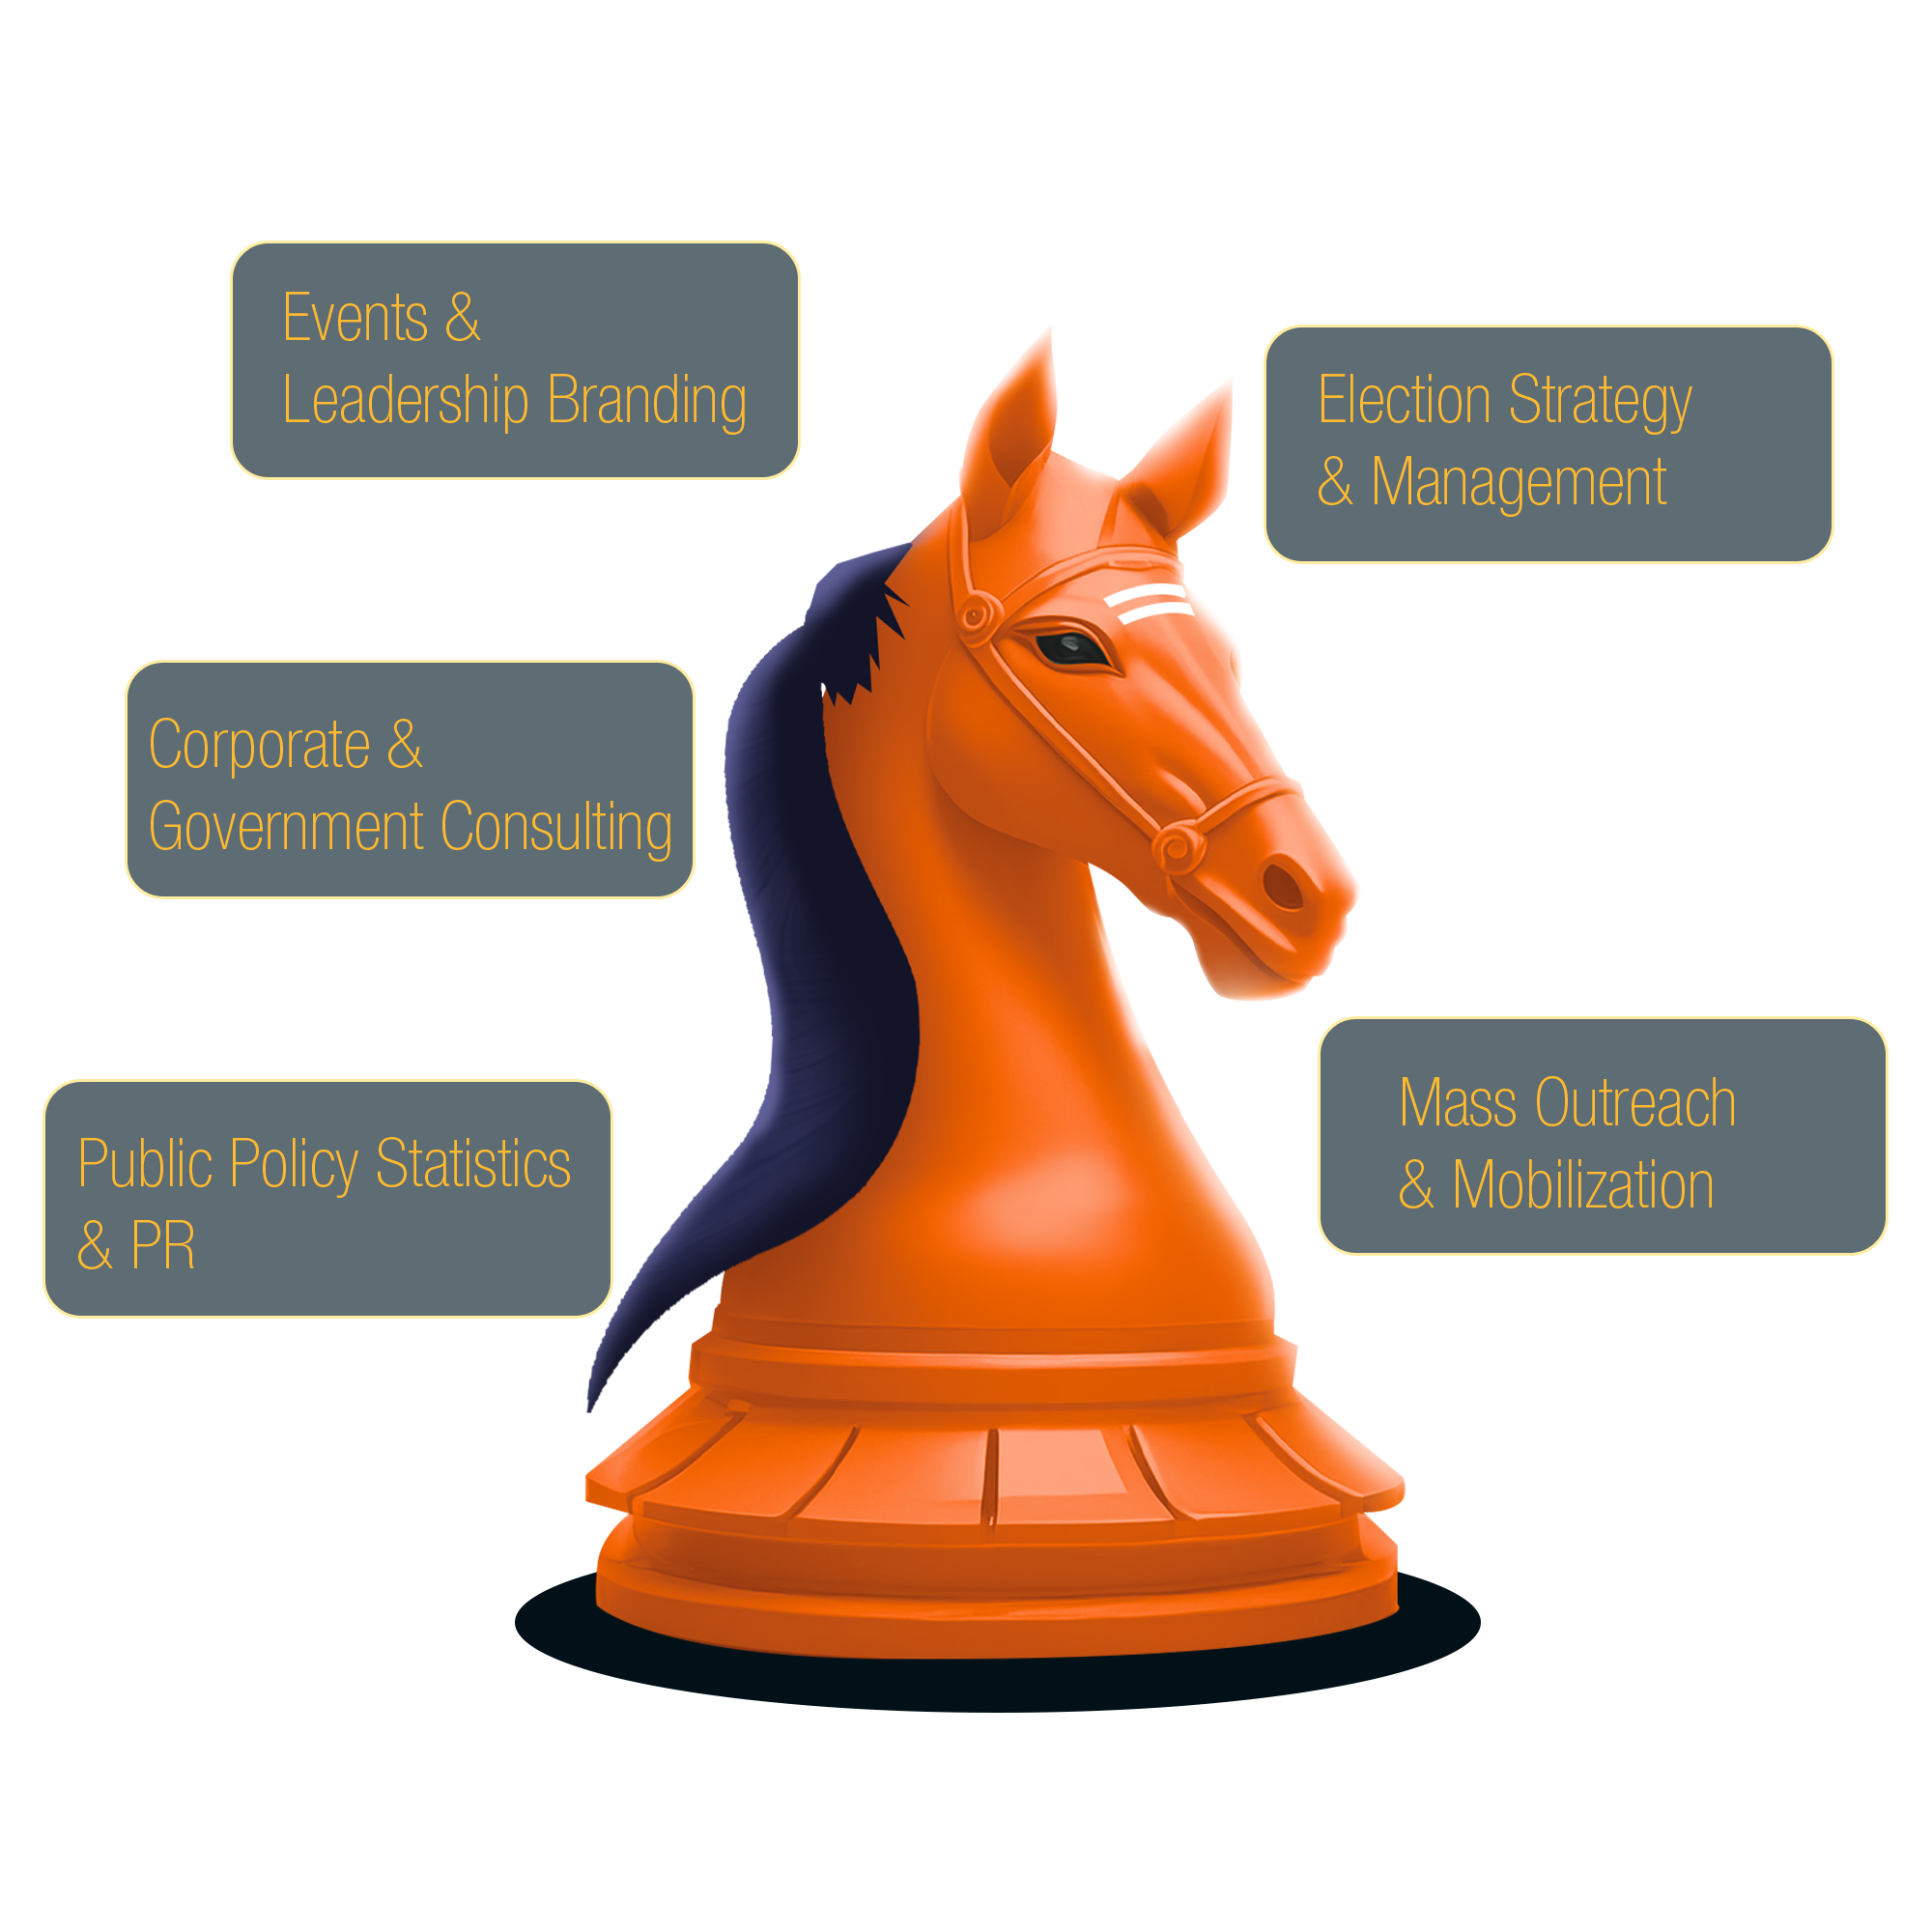 Events &
Leadership Branding
Election Strategy
& Management
Corporate &
Government Consulting
Public Policy Statistics
& PR
Mass Outreach
& Mobilization